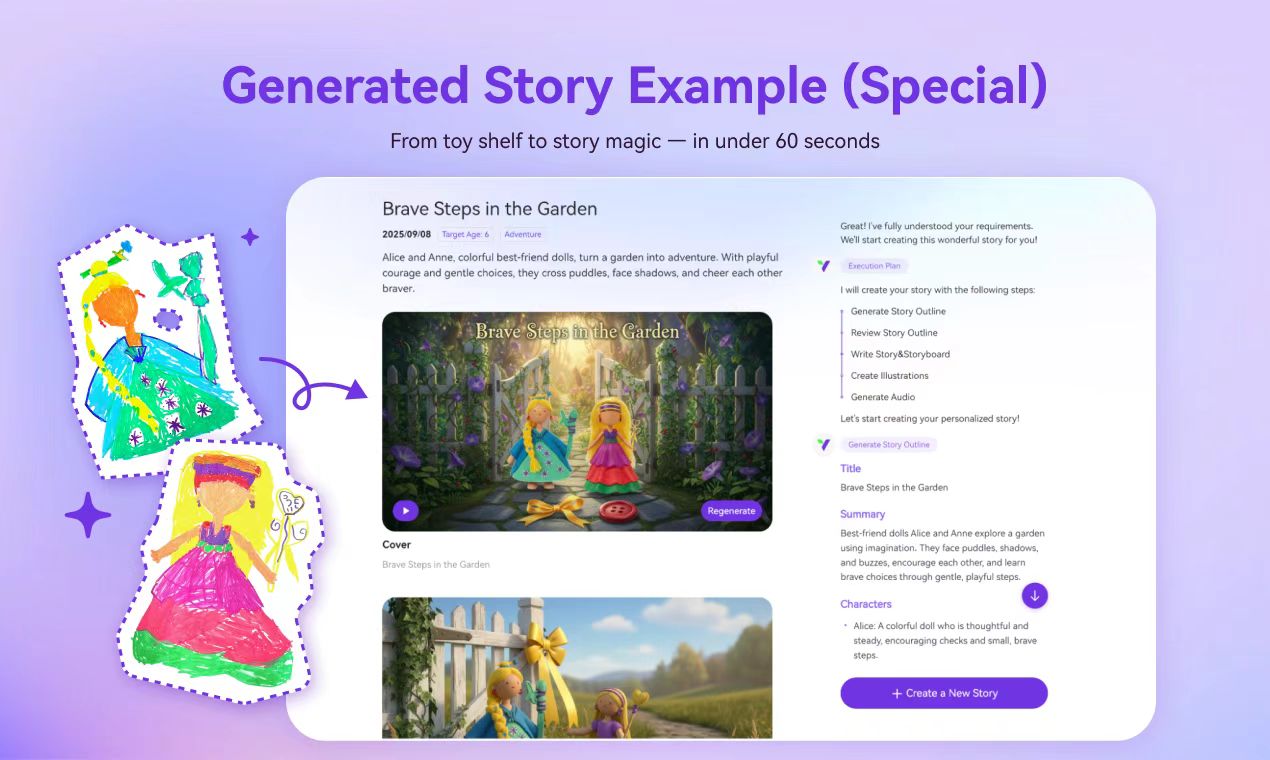 Generated Story Example (Special)
From toy shelf to story magic — in under 60 seconds
Brave Steps in the Garden
2025/09/08 Target Age: 6 Adventure
Alice and Anne, colorful best-friend dolls, turn a garden into adventure. With playful
courage and gentle choices, they cross puddles, face shadows, and cheer each other
braver.
Brave Steps in the Garden
Regenerate
Cover
Brave Steps in the Garden
Great! I've fully understood your requirements.
We'll start creating this wonderful story for you!
Execution Plan
I will create your story with the following steps:
Generate Story Outline
Review Story Outline
Write Story&Storyboard
Create Illustrations
Generate Audio
Let's start creating your personalized story!
Generate Story Outline
Title
Brave Steps in the Garden
Summary
Best-friend dolls Alice and Anne explore a garden
using imagination. They face puddles, shadows,
and buzzes, encourage each other, and learn
brave choices through gentle, playful steps.
Characters
• Alice: A colorful doll who is thoughtful and
steady, encouraging checks and small, brave
steps.
+ Create a New Story